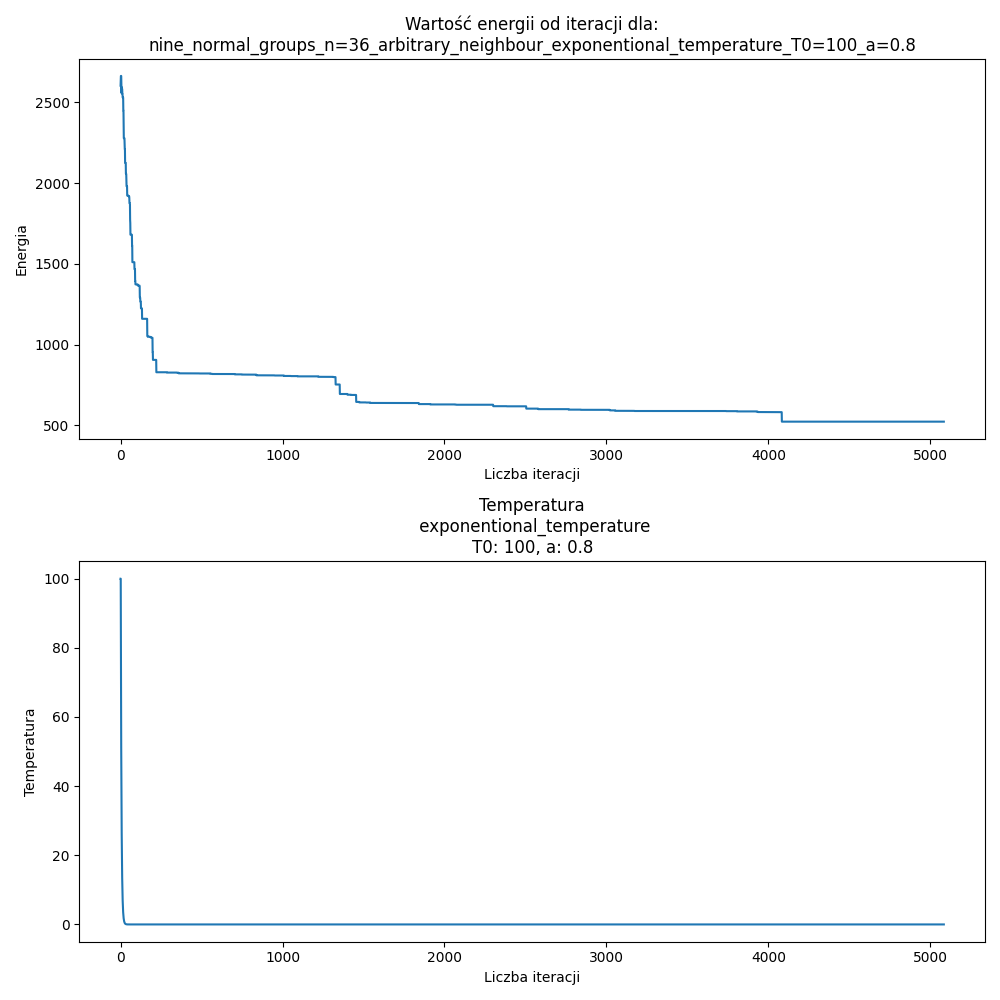 Wartość energii od iteracji dla:
nine_normal_groups_n=36_arbitrary_neighbour_exponentional_temperature_T0=100_a=0.8
2500
2000
1500
1000
500
Energia
0 1000 2000 3000 4000 5000
Liczba iteracji
Temperatura
exponentional_temperature
T0: 100, a: 0.8
100
80
60
40
20
0
Temperatura
0 1000 2000 3000 4000 5000
Liczba iteracji